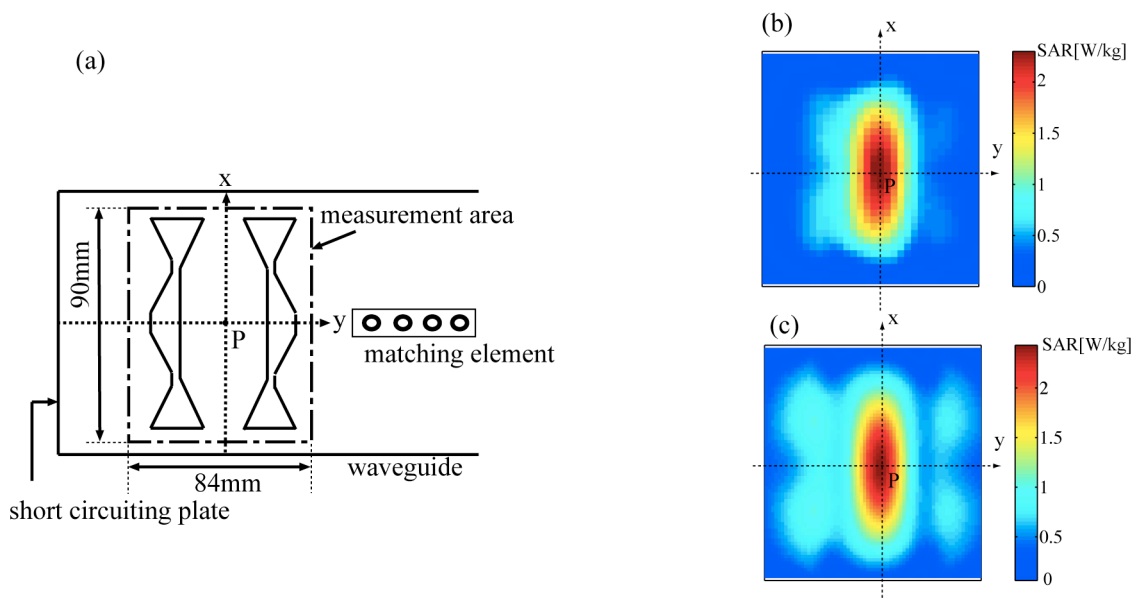 (a)
x
measurement area
90mm
y
P
matching element
84mm
waveguide
short circuiting plate
(b)
x
SAR[W/kg]
2
1.5
y
P
1
0.5
0
(c)
x
SAR[W/kg]
2
1.5
y
P
1
0.5
0